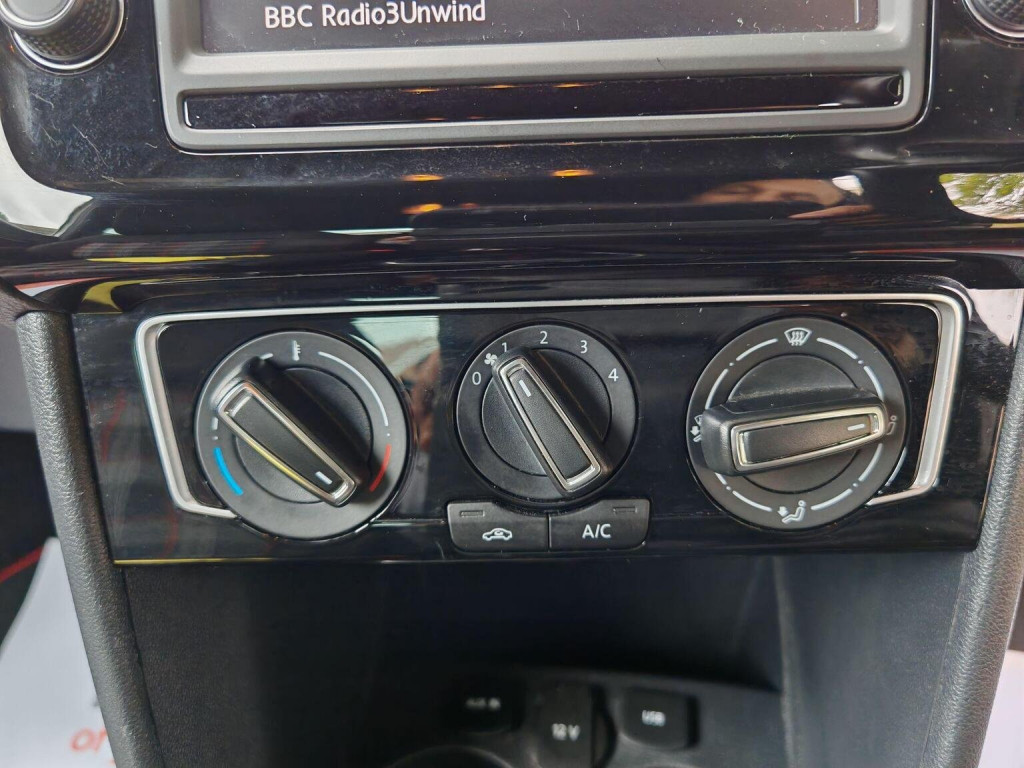 BBC Radio3Unwind
0 1 2 3 4
A/C
12 V
USB